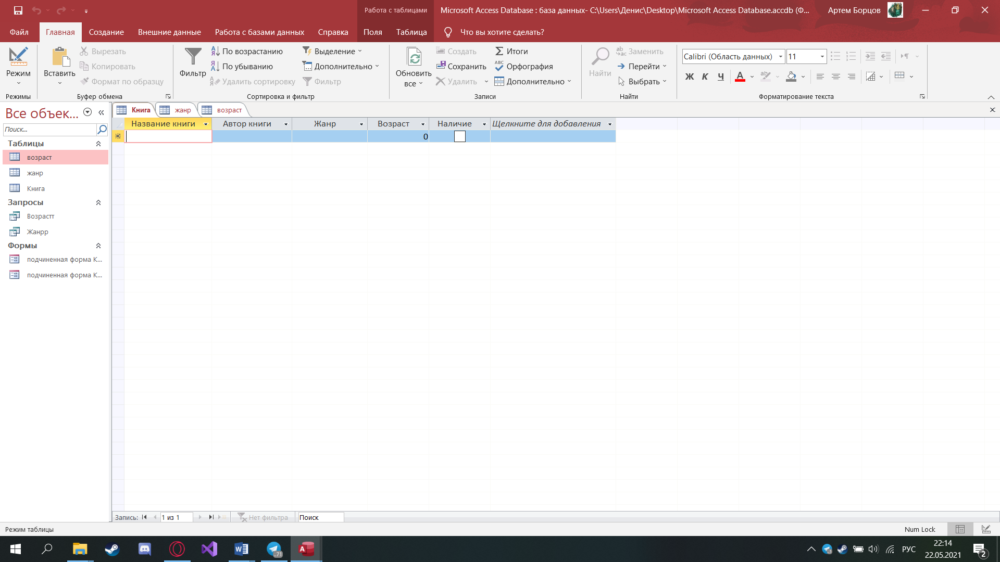 Работа с таблицами
Microsoft Access Database : база данных- C:\Users\Денис\Desktop\Microsoft Access Database.accdb (Ф...
Артем Борцов
Файл Главная Создание Внешние данные Работа с базами данных Справка Поля Таблица Что вы хотите сделать?
Режим
Режимы
Вставить
Вырезать
Копировать
Формат по образцу
Буфер обмена
Фильтр
По возрастанию
По убыванию
Удалить сортировку
Выделение
Дополнительно
Фильтр
Сортировка и фильтр
Обновить
все
Создать
Сохранить
Удалить
Итоги
Орфография
Дополнительно
Записи
Найти
Заменить
Перейти
Выбрать
Найти
Calibri (Область данных) 11
Ж К Ч А
Форматирование текста
Все объек...
Поиск...
Таблицы
возраст
жанр
Книга
Запросы
Возрастт
Жанрр
Формы
подчиненная форма К...
подчиненная форма К...
Книга жанр возраст
Название книги Автор книги Жанр Возраст Наличие Щелкните для добавления
0
Запись: 1 из 1 Нет фильтра Поиск
Режим таблицы
Num Lock
71
РУС
22:14
22.05.2021
2